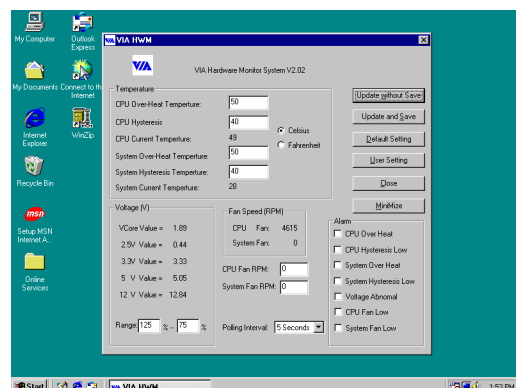 My Computer
Outlook
Express
My Documents
Connect to th
Internet
Internet
Explorer
WinZip
Recycle Bin
msn
Setup MSN
Internet A...
Online
Services
VIA HWM
VIA
VIA Hardware Monitor System V2.02
Temperature
CPU Over-Heat Temperture: 50
CPU Hysteresis 40
CPU Current Temperture: 49
System Over-Heat Temperture: 50
System Hysteresis Temperture: 40
System Current Temperture: 28
Celsius
Fahrenheit
Update without Save
Update and Save
Default Setting
User Setting
Close
MiniMize
Voltage (V)
VCore Value = 1.89
2.5V Value = 0.44
3.3V Value = 3.33
5 V Value = 5.05
12 V Value = 12.84
Range: 125 % - 75 %
Fan Speed (RPM)
CPU Fan: 4615
System Fan: 0
CPU Fan RPM: 0
System Fan RPM: 0
Polling Interval: 5 Seconds
Alarm
CPU Over Heat
CPU Hysteresis Low
System Over Heat
System Hysteresis Low
Voltage Abnormal
CPU Fan Low
System Fan Low
Start
VIA HWM
1:53 PM